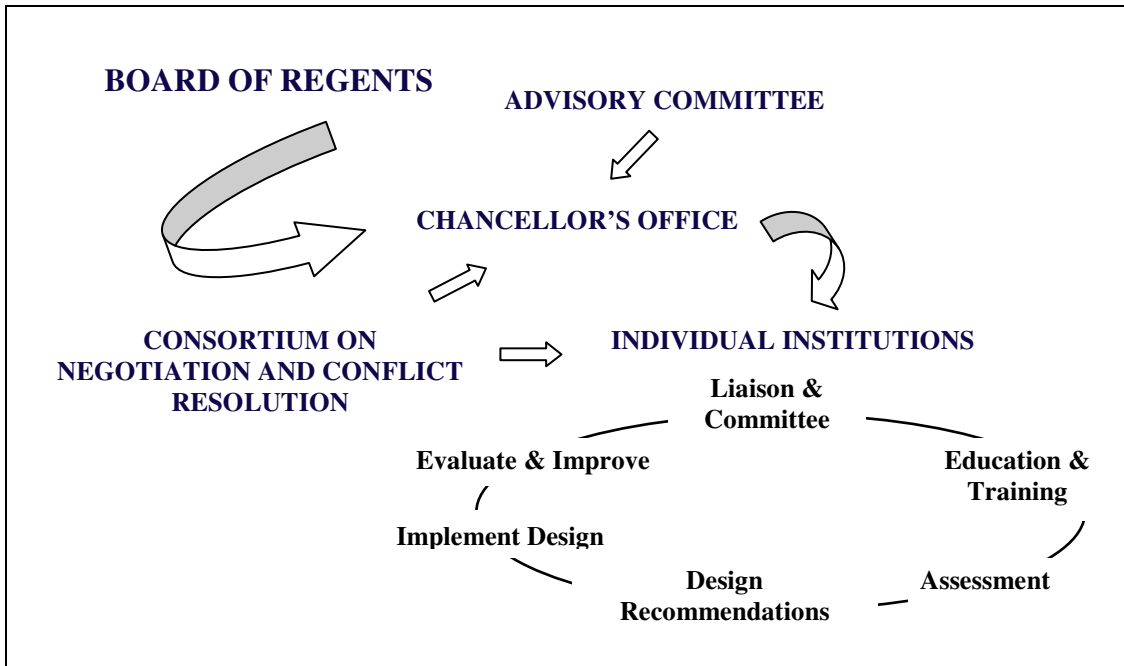 BOARD OF REGENTS
ADVISORY COMMITTEE
CHANCELLOR’S OFFICE
CONSORTIUM ON
NEGOTIATION AND CONFLICT
RESOLUTION
INDIVIDUAL INSTITUTIONS
Liaison &
Committee
Evaluate & Improve
Education &
Training
Implement Design
Design
Recommendations
Assessment